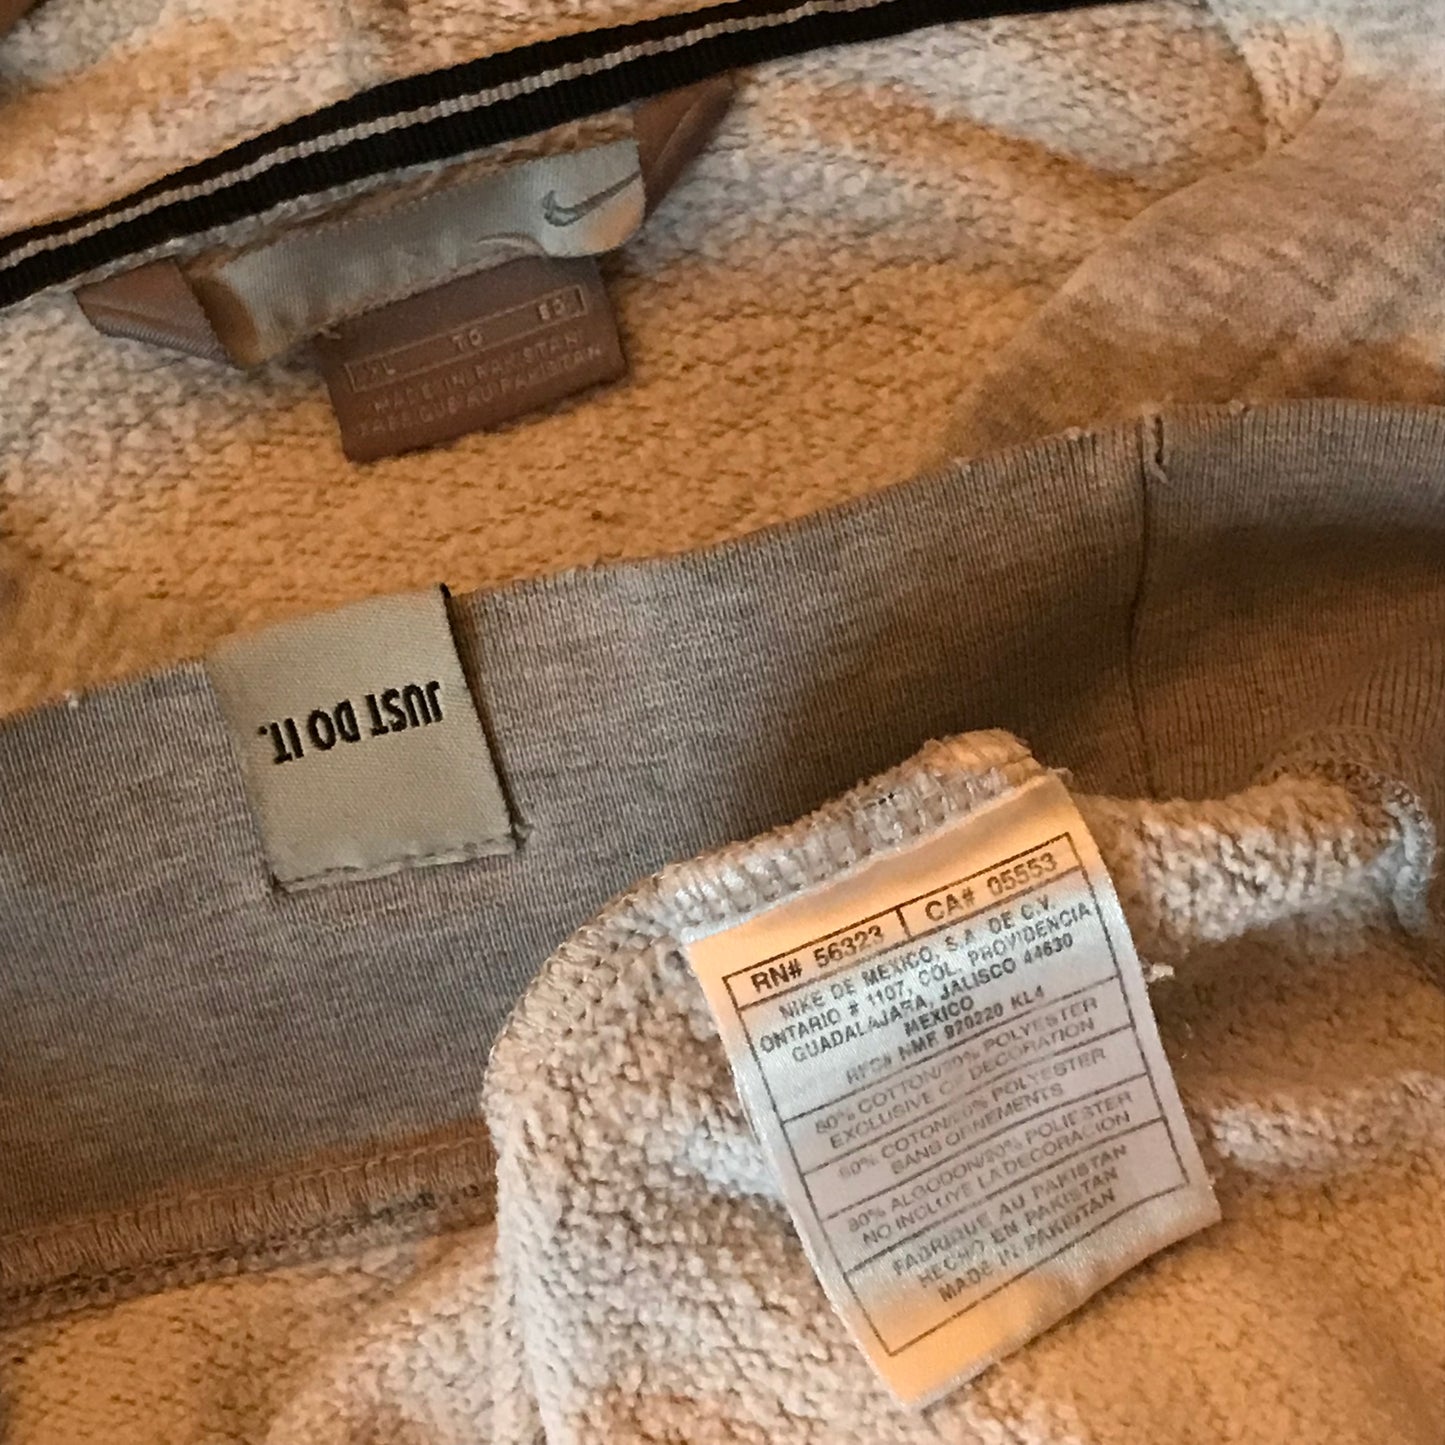 XL TG EG
MADE IN PAKISTAN
FABRIQUE AU PAKISTAN
JUST DO IT.
RN# 56323 CA# 05553
NIKE DE MEXICO, S.A. DE C.V.
ONTARIO # 1107, COL. PROVIDENCIA
GUADALAJARA, JALISCO 44630
MEXICO
RFC# NME 970220 KL4
80% COTTON/20% POLYESTER
EXCLUSIVE OF DECORATION
80% COTON/20% POLYESTER
SANS ORNEMENTS
80% ALGODON/20% POLIESTER
NO INCLUYE LA DECORACION
FABRIQUE AU PAKISTAN
HECHO EN PAKISTAN
MADE IN PAKISTAN